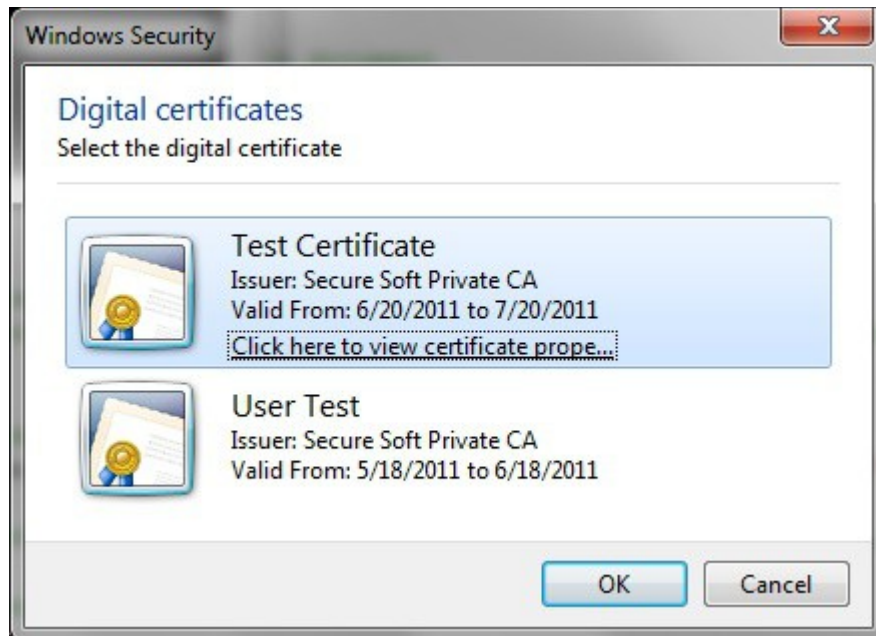 Windows Security
Digital certificates
Select the digital certificate
Test Certificate
Issuer: Secure Soft Private CA
Valid From: 6/20/2011 to 7/20/2011
Click here to view certificate prope...
User Test
Issuer: Secure Soft Private CA
Valid From: 5/18/2011 to 6/18/2011
OK Cancel